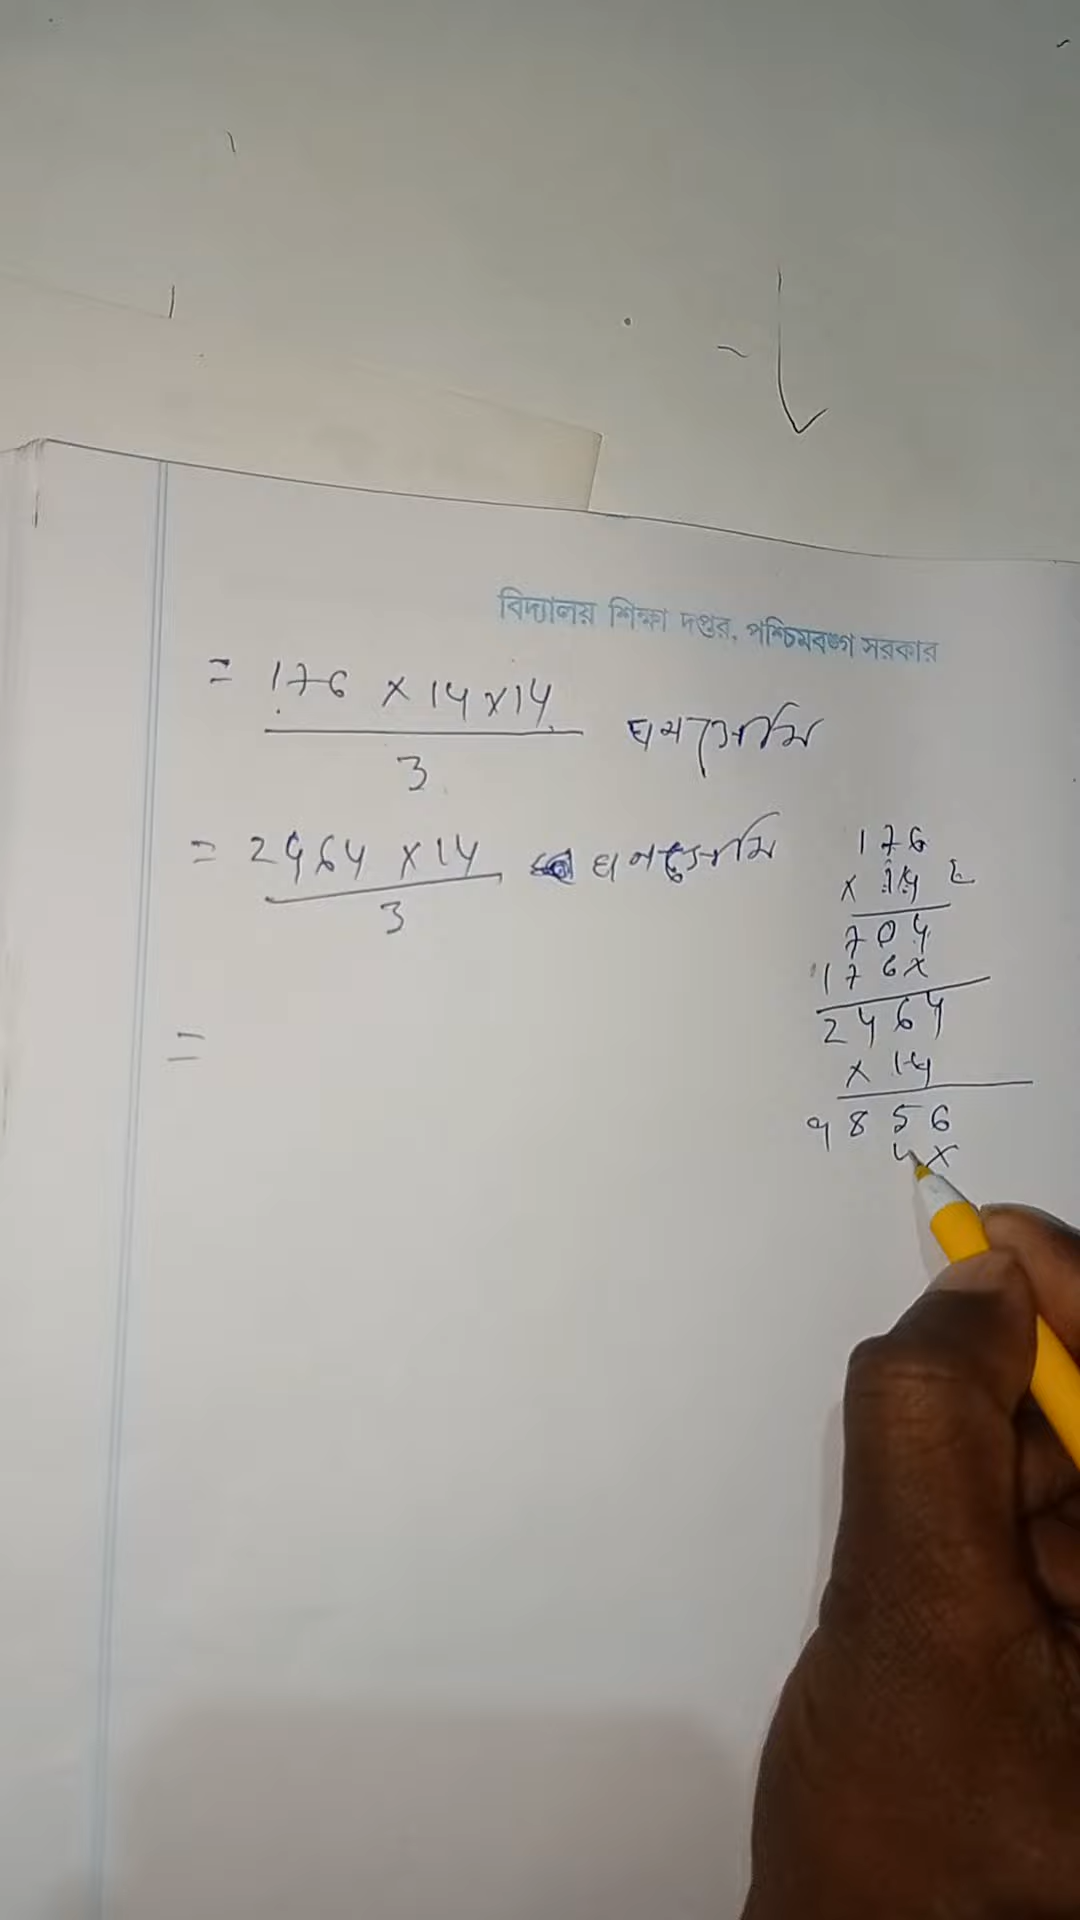 বিদ্যালয় শিক্ষা দপ্তর, পশ্চিমবঙ্গ সরকার
= 176 × 14 × 14
3
ঘনসেমি
= 2464 × 14
3
ঘনসেমি
=
176
× 14
704
176×
2464
× 14
9856
4×